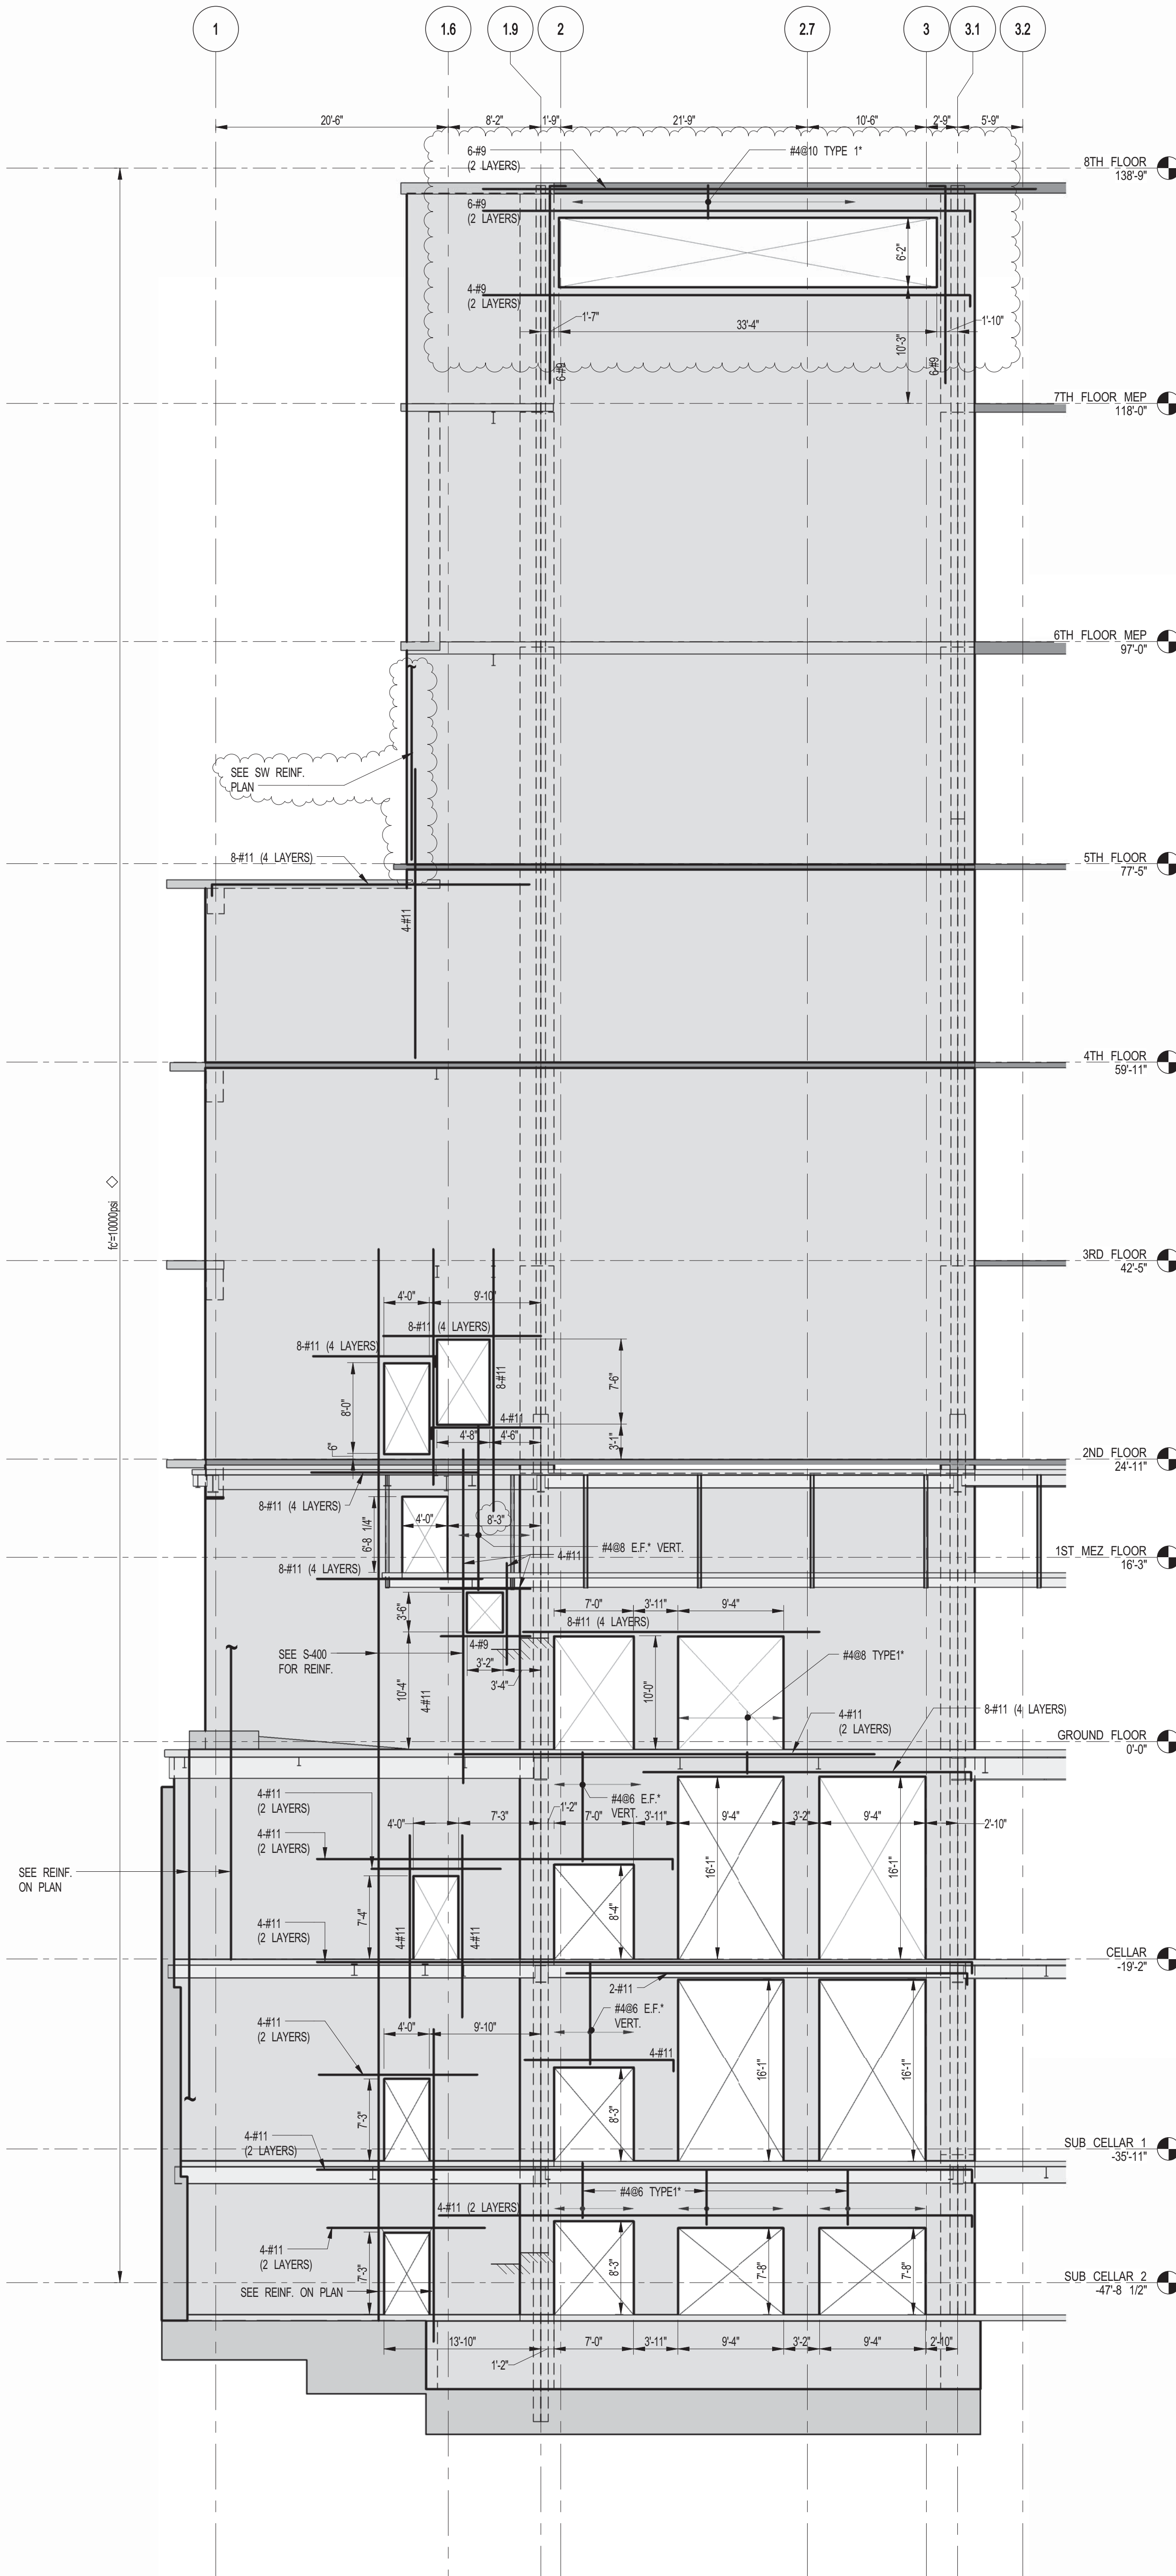 1
1.6
1.9
2
2.7
3
3.1
3.2
20'-6"
8'-2"
1'-9"
21'-9"
10'-6"
2'-9"
5'-9"
6-#9
(2 LAYERS)
#4@10 TYPE 1*
8TH FLOOR
138'-9"
6-#9
(2 LAYERS)
6'-2"
4-#9
(2 LAYERS)
1'-7"
33'-4"
1'-10"
10'-3"
6-#9
6-#9
7TH FLOOR MEP
118'-0"
6TH FLOOR MEP
97'-0"
SEE SW REINF.
PLAN
8-#11 (4 LAYERS)
5TH FLOOR
77'-5"
4-#11
4TH FLOOR
59'-11"
fc'=10000psi
3RD FLOOR
42'-5"
4'-0"
9'-10"
8-#11 (4 LAYERS)
8-#11 (4 LAYERS)
8'-0"
8-#11
7'-6"
4-#11
4'-8"
4'-6"
3'-1"
6"
2ND FLOOR
24'-11"
8-#11 (4 LAYERS)
6'-8 1/4"
4'-0"
8'-3"
#4@8 E.F.* VERT.
4-#11
1ST MEZ FLOOR
16'-3"
8-#11 (4 LAYERS)
3'-6"
7'-0"
3'-11"
9'-4"
8-#11 (4 LAYERS)
4-#9
SEE S-400
FOR REINF.
3'-2"
3'-4"
10'-4"
4-#11
10'-0"
#4@8 TYPE1*
4-#11
(2 LAYERS)
8-#11 (4 LAYERS)
GROUND FLOOR
0'-0"
4-#11
(2 LAYERS)
4'-0"
7'-3"
1'-2"
#4@6 E.F.*
VERT.
7'-0"
3'-11"
9'-4"
3'-2"
9'-4"
2'-10"
4-#11
(2 LAYERS)
SEE REINF.
ON PLAN
7'-4"
8'-4"
16'-1"
16'-1"
4-#11
4-#11
4-#11
(2 LAYERS)
CELLAR
-19'-2"
2-#11
#4@6 E.F.*
VERT.
4-#11
(2 LAYERS)
4'-0"
9'-10"
4-#11
7'-3"
8'-3"
16'-1"
16'-1"
4-#11
(2 LAYERS)
SUB CELLAR 1
-35'-11"
#4@6 TYPE1*
4-#11 (2 LAYERS)
4-#11
(2 LAYERS)
7'-3"
8'-3"
7'-8"
7'-8"
SEE REINF. ON PLAN
SUB CELLAR 2
-47'-8 1/2"
13'-10"
1'-2"
7'-0"
3'-11"
9'-4"
3'-2"
9'-4"
2'-10"